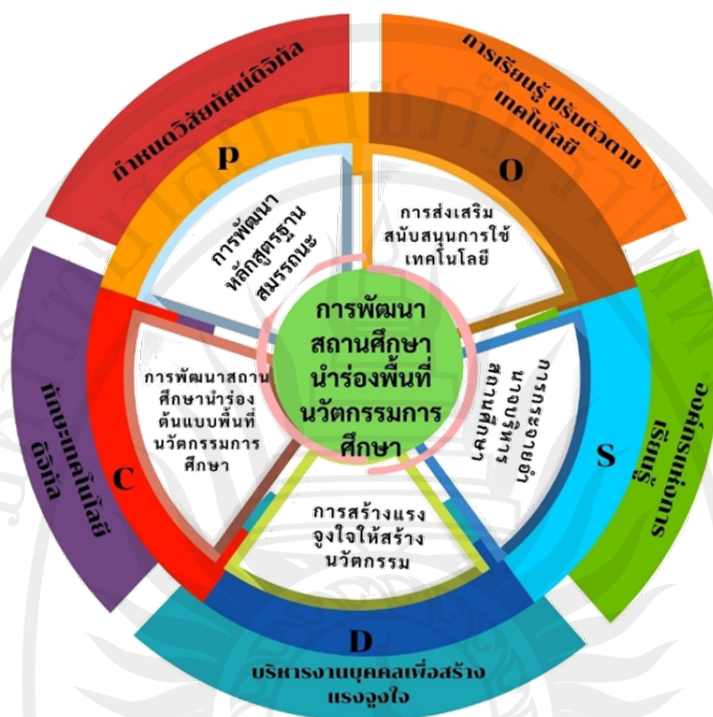 กำหนดวิสัยทัศน์ดิจิทัล
การเรียนรู้ ปรับตัวตาม
เทคโนโลยี
P
O
การพัฒนา
หลักสูตรฐาน
สมรรถนะ
การส่งเสริม
สนับสนุนการใช้
เทคโนโลยี
การพัฒนา
สถานศึกษา
นำร่องพื้นที่
นวัตกรรมการ
ศึกษา
การพัฒนาสถาน
ศึกษานำร่อง
ต้นแบบพื้นที่
นวัตกรรมการ
ศึกษา
การกระจายอำ
นาจบริหาร
สถานศึกษา
ทักษะเทคโนโลยี
ดิจิทัล
C
S
องค์กรแห่งการ
เรียนรู้
การสร้างแรง
จูงใจให้สร้าง
นวัตกรรม
D
บริหารงานบุคคลเพื่อสร้าง
แรงจูงใจ